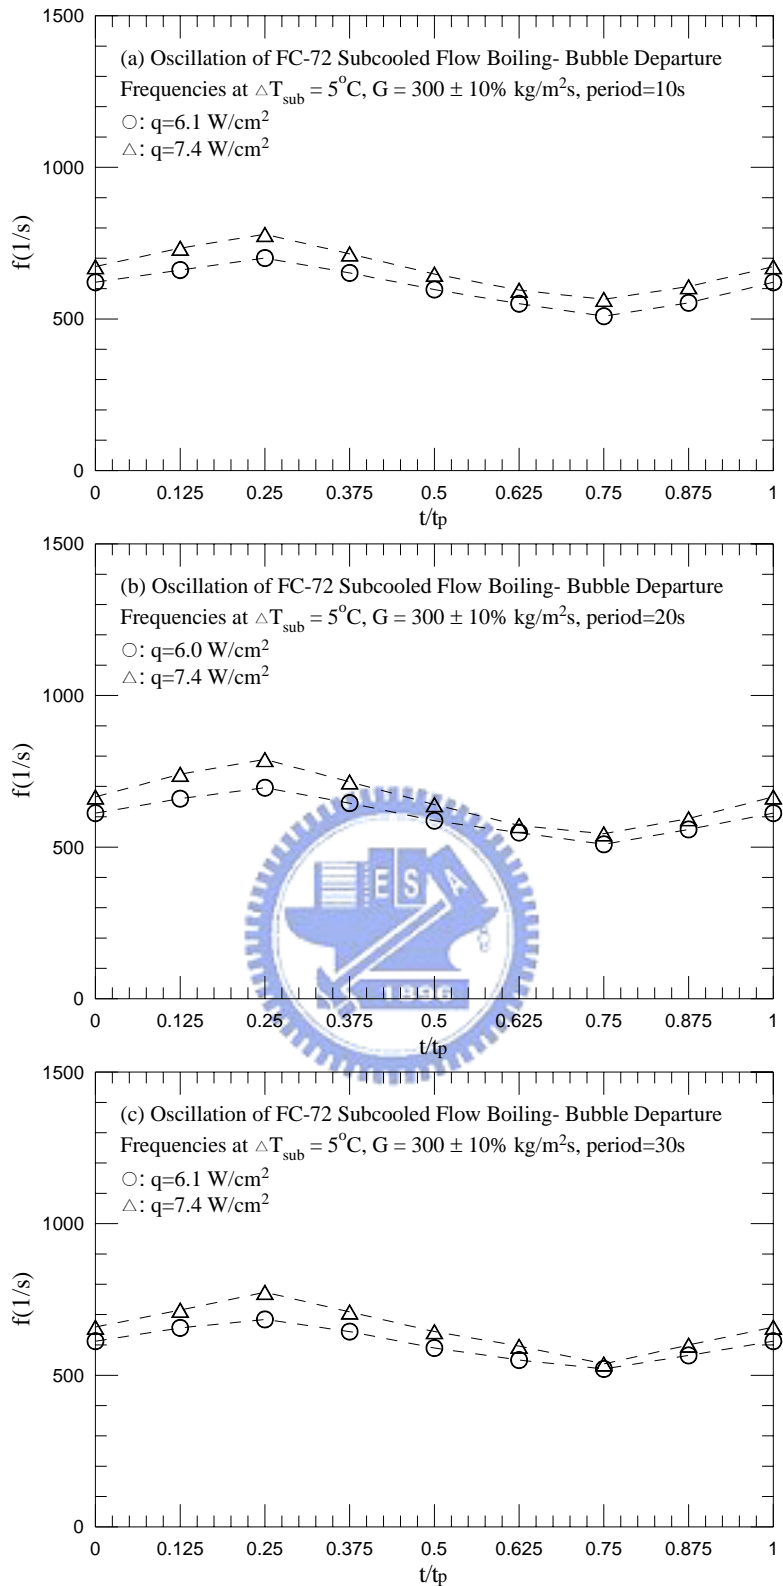 1500
(a) Oscillation of FC-72 Subcooled Flow Boiling- Bubble Departure
Frequencies at △Tsub = 5°C, G = 300 ± 10% kg/m²s, period=10s
○: q=6.1 W/cm²
△: q=7.4 W/cm²
1000
f(1/s)
500
0
0 0.125 0.25 0.375 0.5 0.625 0.75 0.875 1
t/tp
1500
(b) Oscillation of FC-72 Subcooled Flow Boiling- Bubble Departure
Frequencies at △Tsub = 5°C, G = 300 ± 10% kg/m²s, period=20s
○: q=6.0 W/cm²
△: q=7.4 W/cm²
1000
f(1/s)
500
E S A
1896
0
0 0.125 0.25 0.375 0.5 0.625 0.75 0.875 1
t/tp
1500
(c) Oscillation of FC-72 Subcooled Flow Boiling- Bubble Departure
Frequencies at △Tsub = 5°C, G = 300 ± 10% kg/m²s, period=30s
○: q=6.1 W/cm²
△: q=7.4 W/cm²
1000
f(1/s)
500
0
0 0.125 0.25 0.375 0.5 0.625 0.75 0.875 1
t/tp